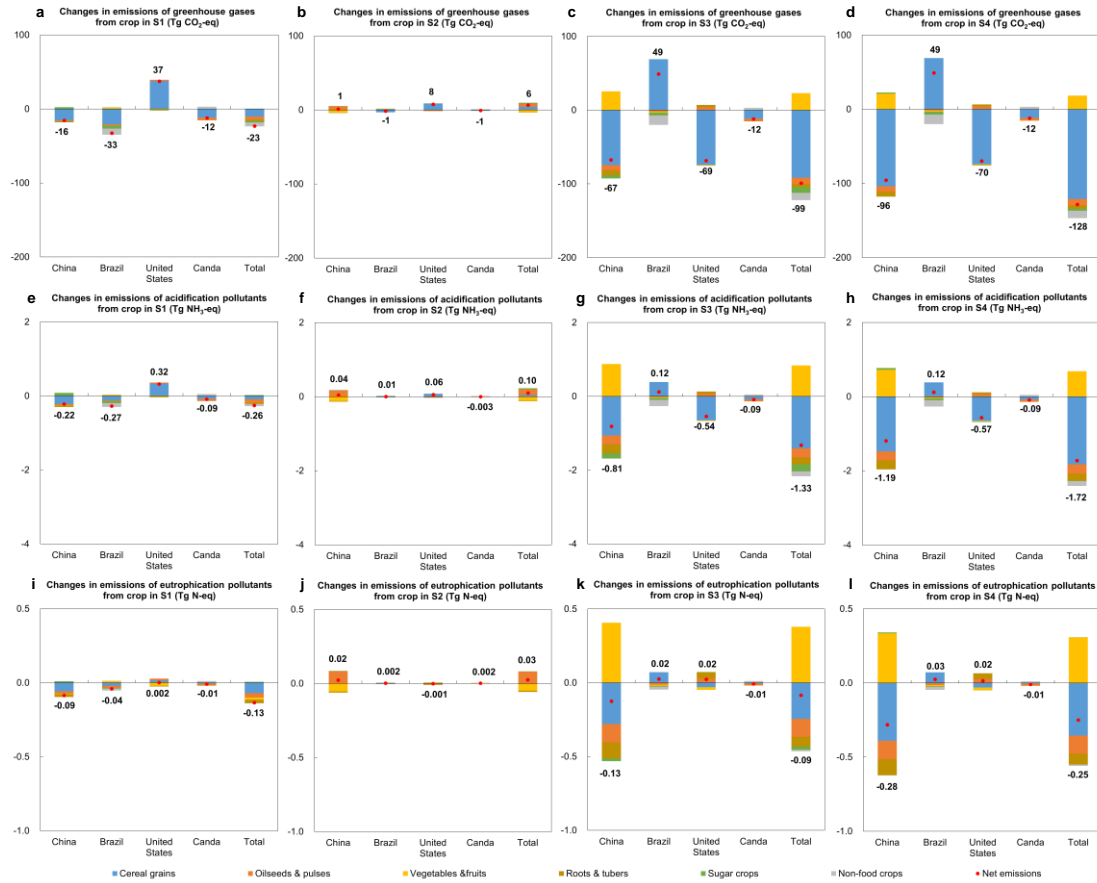 a Changes in emissions of greenhouse gases
from crop in S1 (Tg CO2-eq)
100
0
-100
-200
-16
-33
37
-12
-23
China Brazil United States Canda Total
b Changes in emissions of greenhouse gases
from crop in S2 (Tg CO2-eq)
100
0
-100
-200
1
-1
8
-1
6
China Brazil United States Canda Total
c Changes in emissions of greenhouse gases
from crop in S3 (Tg CO2-eq)
100
0
-100
-200
-67
49
-69
-12
-99
China Brazil United States Canda Total
d Changes in emissions of greenhouse gases
from crop in S4 (Tg CO2-eq)
100
0
-100
-200
-96
49
-70
-12
-128
China Brazil United States Canda Total
e Changes in emissions of acidification pollutants
from crop in S1 (Tg NH3-eq)
2
0
-2
-4
-0.22
-0.27
0.32
-0.09
-0.26
China Brazil United States Canda Total
f Changes in emissions of acidification pollutants
from crop in S2 (Tg NH3-eq)
2
0
-2
-4
0.04
0.01
0.06
-0.003
0.10
China Brazil United States Canda Total
g Changes in emissions of acidification pollutants
from crop in S3 (Tg NH3-eq)
2
0
-2
-4
-0.81
0.12
-0.54
-0.09
-1.33
China Brazil United States Canda Total
h Changes in emissions of acidification pollutants
from crop in S4 (Tg NH3-eq)
2
0
-2
-4
-1.19
0.12
-0.57
-0.09
-1.72
China Brazil United States Canda Total
i Changes in emissions of eutrophication pollutants
from crop in S1 (Tg N-eq)
0.5
0.0
-0.5
-1.0
-0.09
-0.04
0.002
-0.01
-0.13
China Brazil United States Canda Total
j Changes in emissions of eutrophication pollutants
from crop in S2 (Tg N-eq)
0.5
0.0
-0.5
-1.0
0.02
0.002
-0.001
0.002
0.03
China Brazil United States Canda Total
k Changes in emissions of eutrophication pollutants
from crop in S3 (Tg N-eq)
0.5
0.0
-0.5
-1.0
-0.13
0.02
0.02
-0.01
-0.09
China Brazil United States Canda Total
l Changes in emissions of eutrophication pollutants
from crop in S4 (Tg N-eq)
0.5
0.0
-0.5
-1.0
-0.28
0.03
0.02
-0.01
-0.25
China Brazil United States Canda Total
Cereal grains Oilseeds & pulses Vegetables &fruits Roots & tubers Sugar crops Non-food crops Net emissions